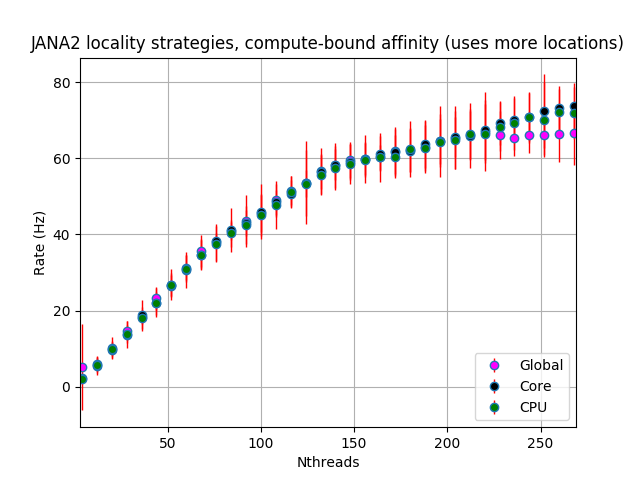 JANA2 locality strategies, compute-bound affinity (uses more locations)
80
60
40
20
0
Rate (Hz)
50
100
150
200
250
Nthreads
Global
Core
CPU